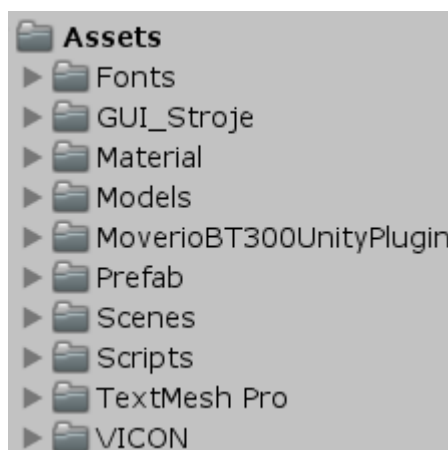 Assets
Fonts
GUI_Stroje
Material
Models
MoverioBT300UnityPlugin
Prefab
Scenes
Scripts
TextMesh Pro
VICON